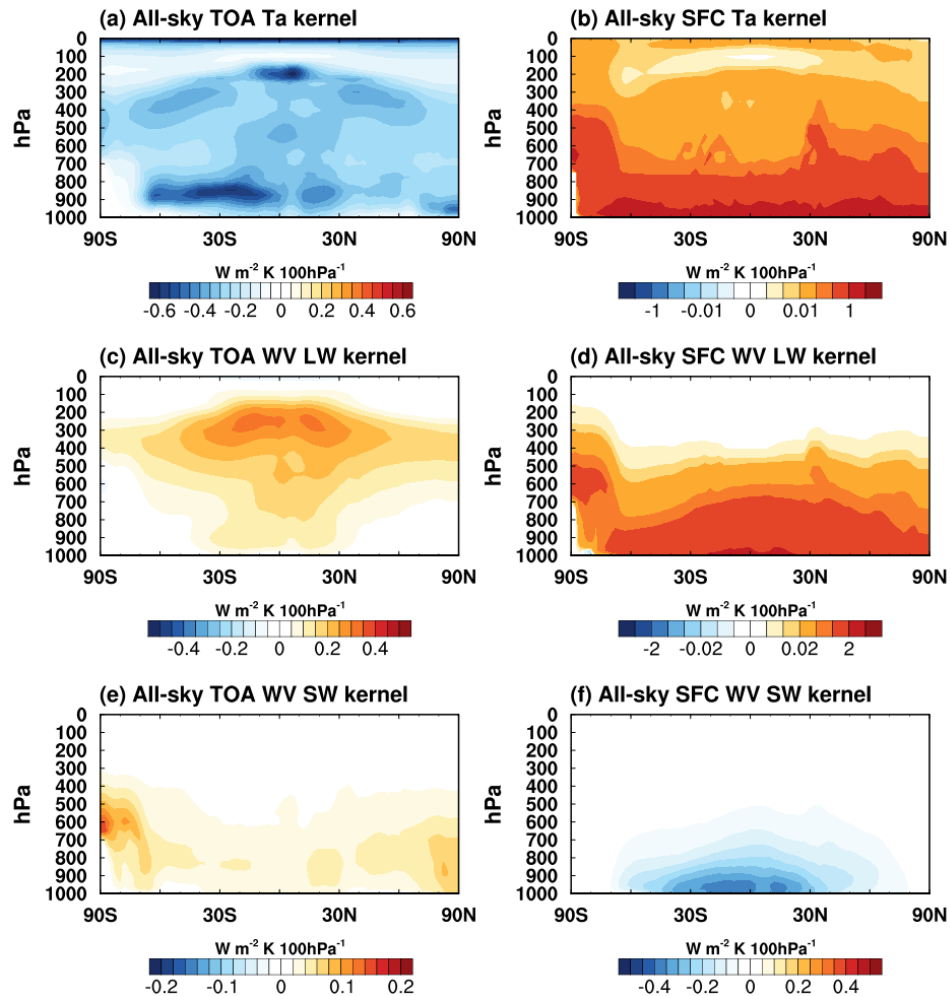 (a) All-sky TOA Ta kernel
0
100
200
300
400
500
600
700
800
900
1000
hPa
90S 30S 30N 90N
W m-2 K 100hPa-1
-0.6 -0.4 -0.2 0 0.2 0.4 0.6
(b) All-sky SFC Ta kernel
0
100
200
300
400
500
600
700
800
900
1000
hPa
90S 30S 30N 90N
W m-2 K 100hPa-1
-1 -0.01 0 0.01 1
(c) All-sky TOA WV LW kernel
0
100
200
300
400
500
600
700
800
900
1000
hPa
90S 30S 30N 90N
W m-2 K 100hPa-1
-0.4 -0.2 0 0.2 0.4
(d) All-sky SFC WV LW kernel
0
100
200
300
400
500
600
700
800
900
1000
hPa
90S 30S 30N 90N
W m-2 K 100hPa-1
-2 -0.02 0 0.02 2
(e) All-sky TOA WV SW kernel
0
100
200
300
400
500
600
700
800
900
1000
hPa
90S 30S 30N 90N
W m-2 K 100hPa-1
-0.2 -0.1 0 0.1 0.2
(f) All-sky SFC WV SW kernel
0
100
200
300
400
500
600
700
800
900
1000
hPa
90S 30S 30N 90N
W m-2 K 100hPa-1
-0.4 -0.2 0 0.2 0.4